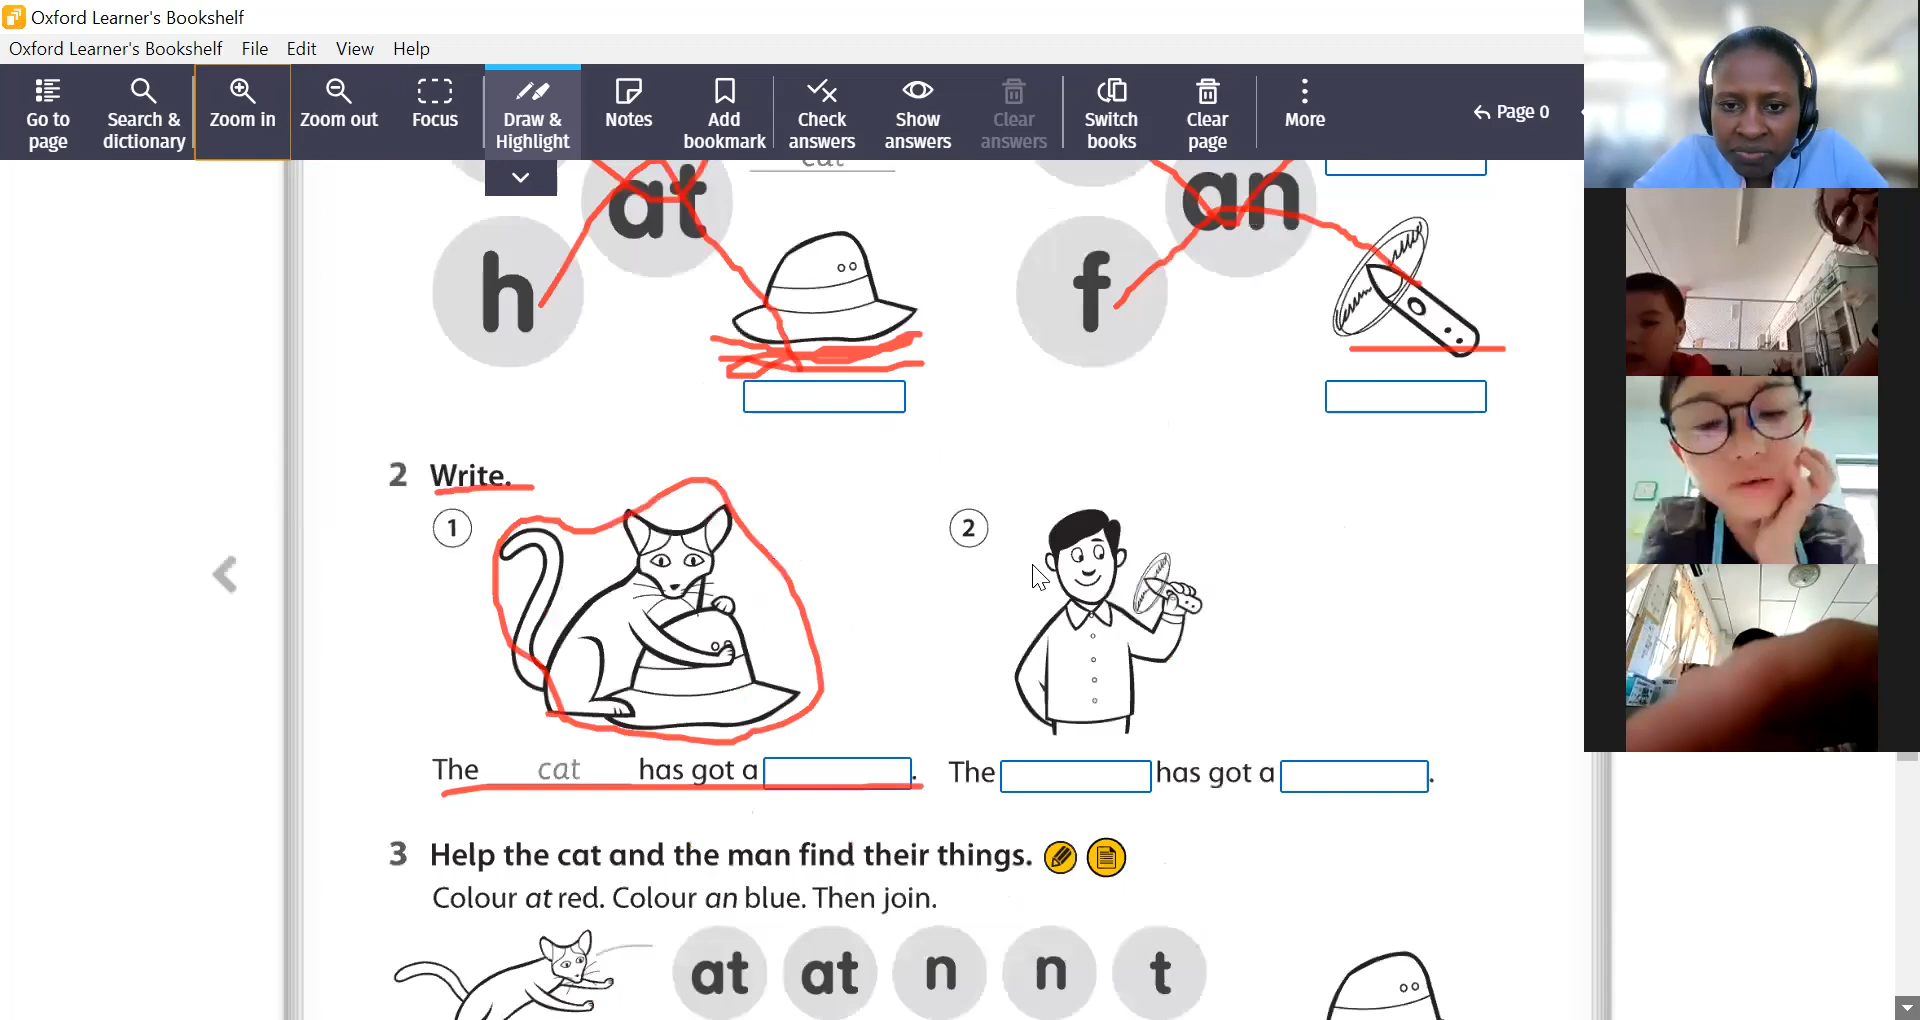 Oxford Learner's Bookshelf
Oxford Learner's Bookshelf File Edit View Help
Go to page
Search & dictionary
Zoom in
Zoom out
Focus
Draw & Highlight
Notes
Add bookmark
Check answers
Show answers
Clear answers
Switch books
Clear page
More
Page 0
at
cat
an
h
f
2 Write.
1
2
The cat has got a .
The has got a .
3 Help the cat and the man find their things.
Colour at red. Colour an blue. Then join.
at at n n t